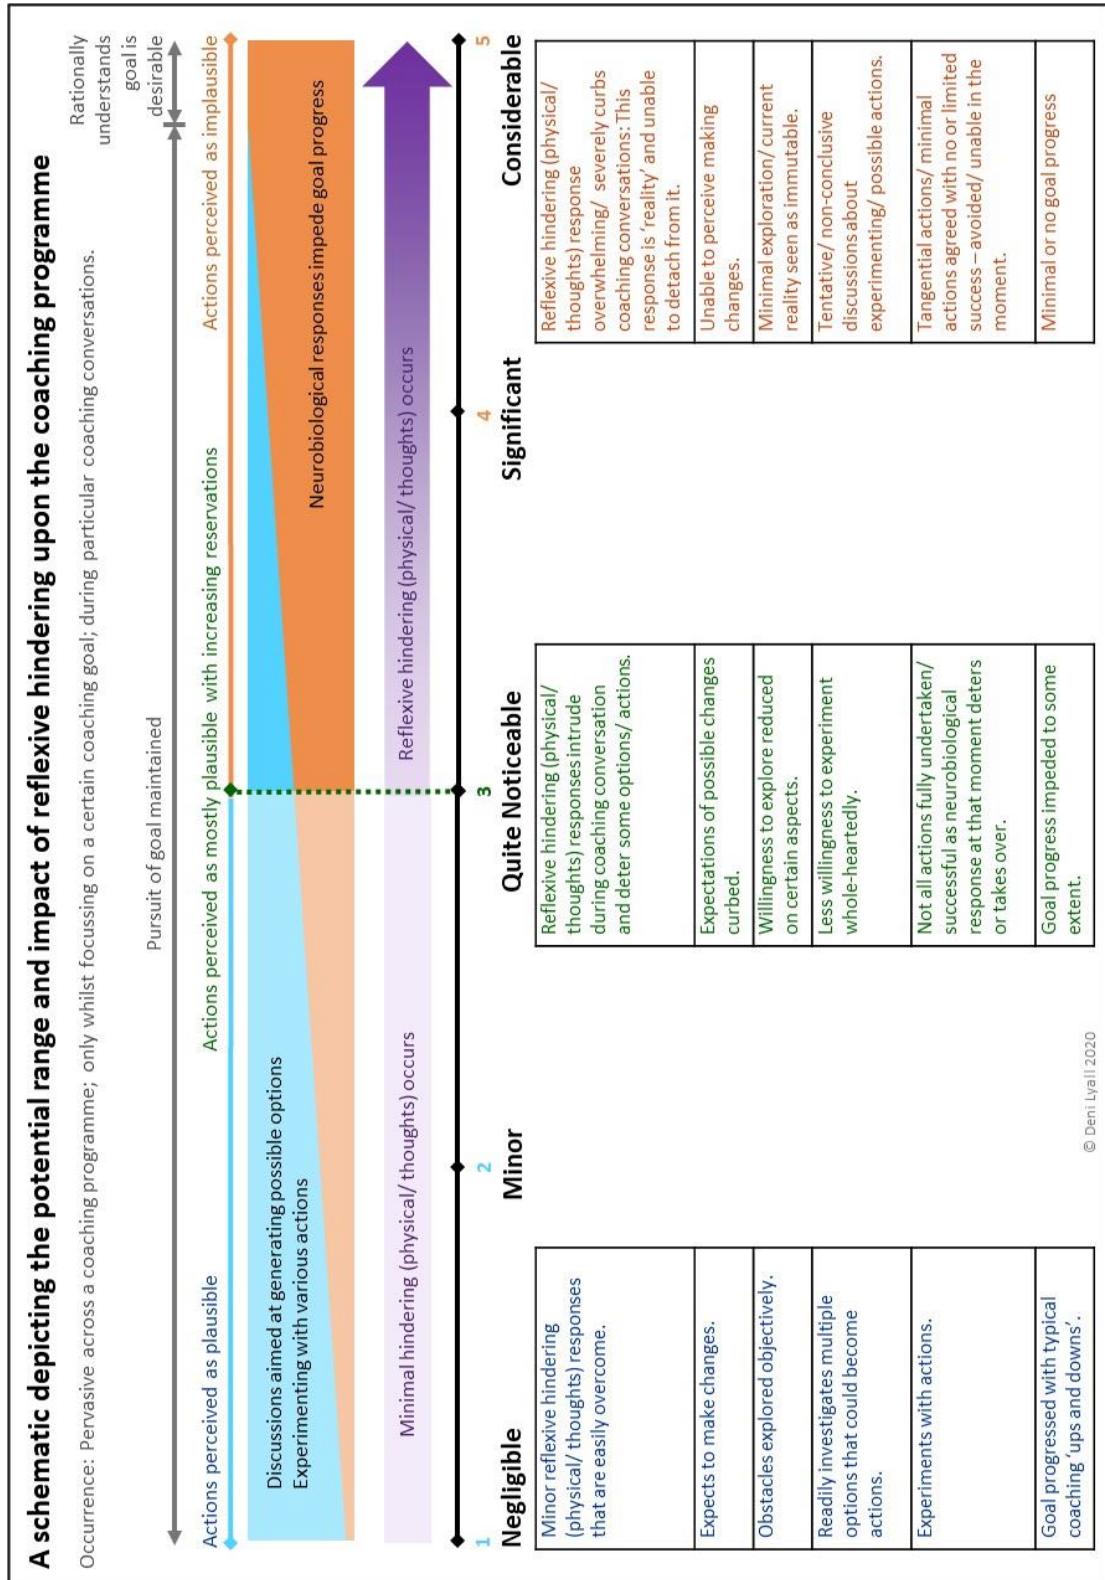 A schematic depicting the potential range and impact of reflexive hindering upon the coaching programme
Occurrence: Pervasive across a coaching programme; only whilst focussing on a certain coaching goal; during particular coaching conversations.
Pursuit of goal maintained
Rationally
understands
goal is
desirable
Actions perceived as plausible
Actions perceived as mostly plausible with increasing reservations
Actions perceived as implausible
Discussions aimed at generating possible options
Experimenting with various actions
Neurobiological responses impede goal progress
Minimal hindering (physical/ thoughts) occurs
Reflexive hindering (physical/ thoughts) occurs
1
2
3
4
5
Negligible
Minor
Quite Noticeable
Significant
Considerable
Minor reflexive hindering
(physical/ thoughts) responses
that are easily overcome.
Expects to make changes.
Obstacles explored objectively.
Readily investigates multiple
options that could become
actions.
Experiments with actions.
Goal progressed with typical
coaching ‘ups and downs’.
Reflexive hindering (physical/
thoughts) responses intrude
during coaching conversation
and deter some options/ actions.
Expectations of possible changes
curbed.
Willingness to explore reduced
on certain aspects.
Less willingness to experiment
whole-heartedly.
Not all actions fully undertaken/
successful as neurobiological
response at that moment deters
or takes over.
Goal progress impeded to some
extent.
Reflexive hindering (physical/
thoughts) response
overwhelming/ severely curbs
coaching conversations: This
response is ‘reality’ and unable
to detach from it.
Unable to perceive making
changes.
Minimal exploration/ current
reality seen as immutable.
Tentative/ non-conclusive
discussions about
experimenting/ possible actions.
Tangential actions/ minimal
actions agreed with no or limited
success – avoided/ unable in the
moment.
Minimal or no goal progress
© Deni Lyall 2020